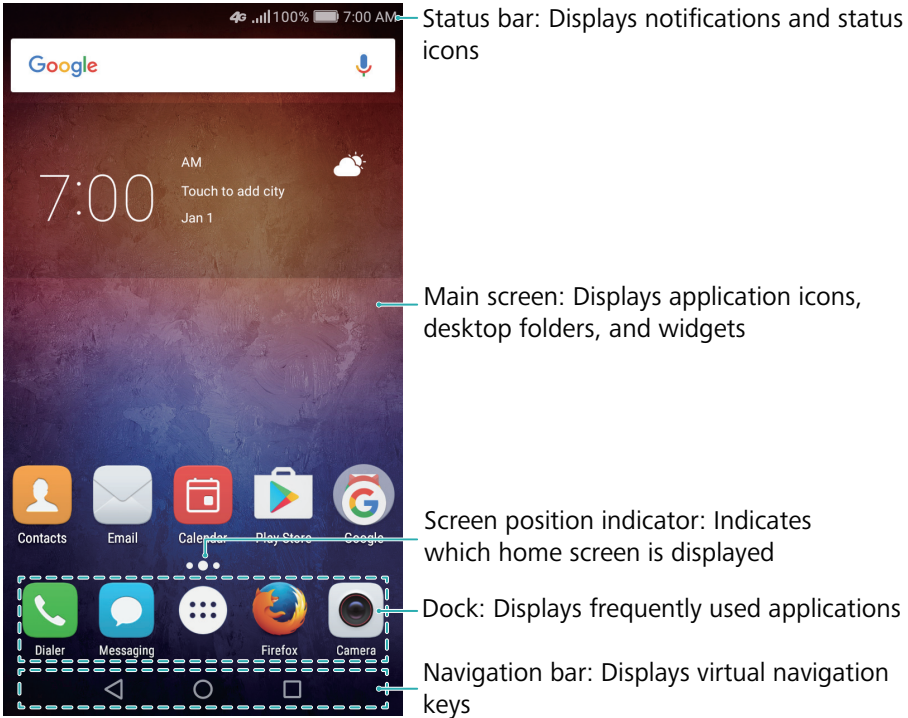 4G 100% 7:00 AM
Status bar: Displays notifications and status
icons
Google
7:00
AM
Touch to add city
Jan 1
Main screen: Displays application icons,
desktop folders, and widgets
Contacts Email Calendar Play Store Google
Screen position indicator: Indicates
which home screen is displayed
Dock: Displays frequently used applications
Dialer Messaging Firefox Camera
Navigation bar: Displays virtual navigation
keys